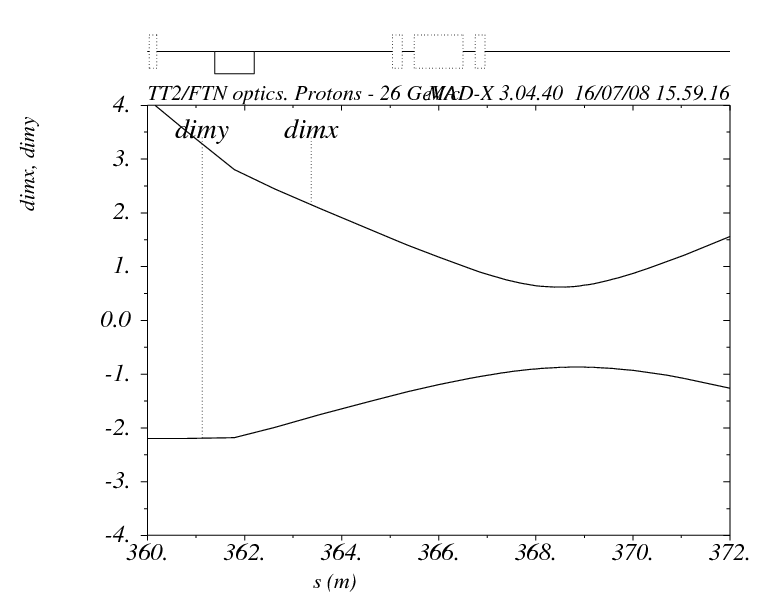 TT2/FTN optics. Protons - 26 GeV/c MAD-X 3.04.40 16/07/08 15.59.16
dimy dimx
dimx, dimy
4.
3.
2.
1.
0.0
-1.
-2.
-3.
-4.
360. 362. 364. 366. 368. 370. 372.
s (m)